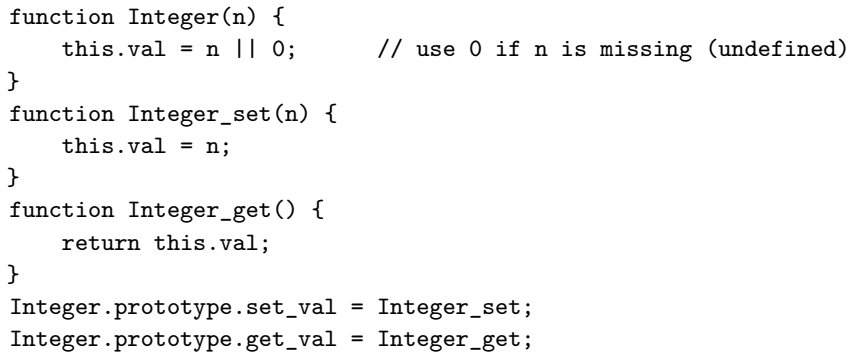 function Integer(n) {
    this.val = n || 0;        // use 0 if n is missing (undefined)
}
function Integer_set(n) {
    this.val = n;
}
function Integer_get() {
    return this.val;
}
Integer.prototype.set_val = Integer_set;
Integer.prototype.get_val = Integer_get;